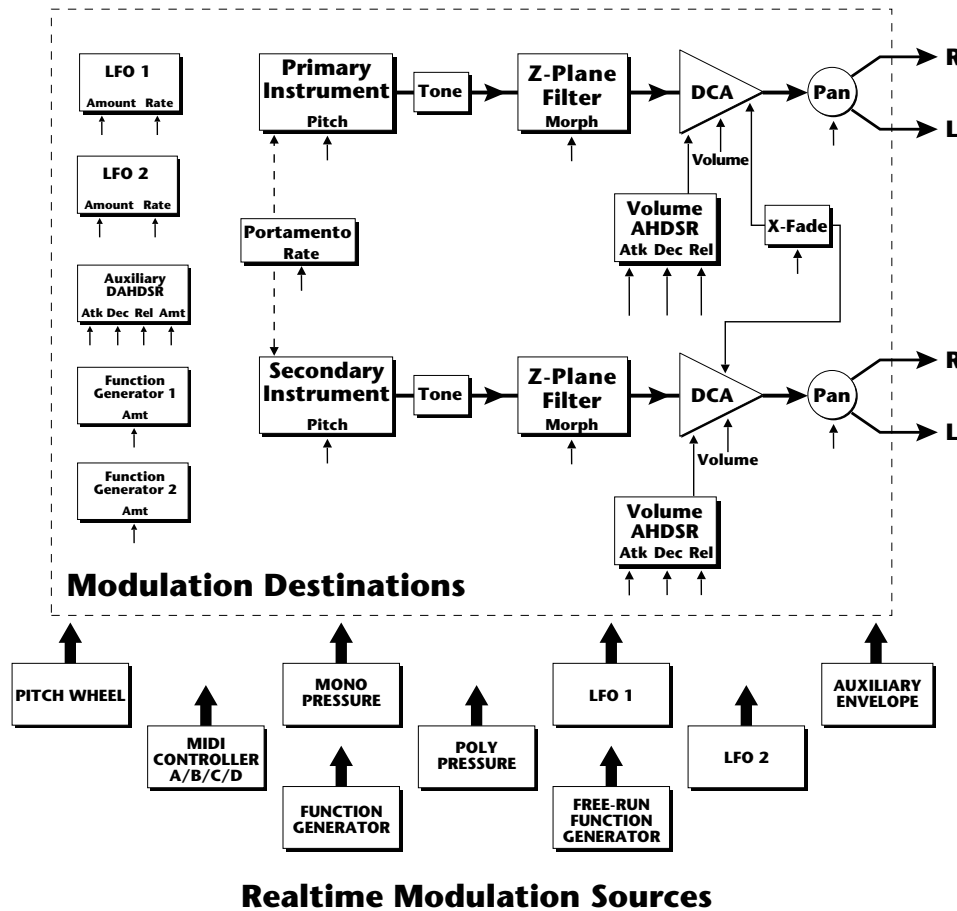 LFO 1
Amount Rate
LFO 2
Amount Rate
Auxiliary
DAHDSR
Atk Dec Rel Amt
Function
Generator 1
Amt
Function
Generator 2
Amt
Primary
Instrument
Pitch
Tone
Z-Plane
Filter
Morph
DCA
Pan
R
L
Volume
Portamento
Rate
Volume
AHDSR
Atk Dec Rel
X-Fade
Secondary
Instrument
Pitch
Tone
Z-Plane
Filter
Morph
DCA
Pan
R
L
Volume
Volume
AHDSR
Atk Dec Rel
Modulation Destinations
PITCH WHEEL
MIDI
CONTROLLER
A/B/C/D
MONO
PRESSURE
FUNCTION
GENERATOR
POLY
PRESSURE
LFO 1
FREE-RUN
FUNCTION
GENERATOR
LFO 2
AUXILIARY
ENVELOPE
Realtime Modulation Sources